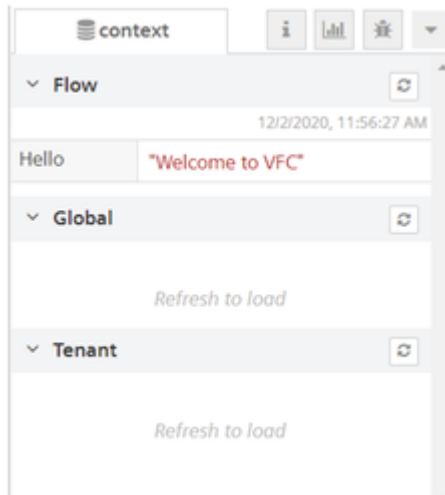 context
Flow
12/2/2020, 11:56:27 AM
Hello "Welcome to VFC"
Global
Refresh to load
Tenant
Refresh to load